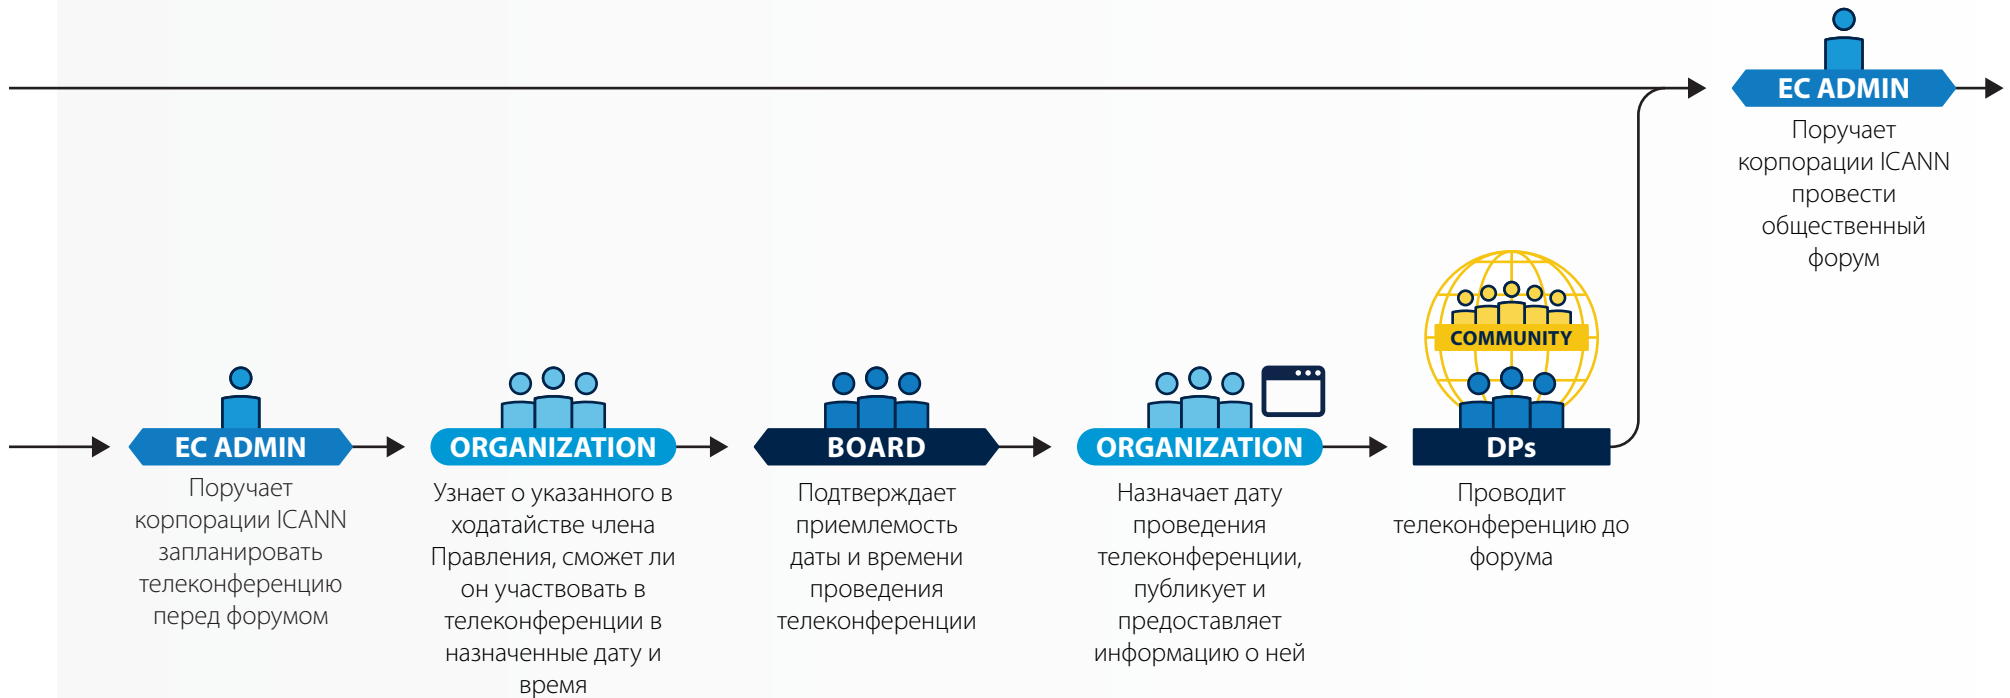 EC ADMIN
Поручает
корпорации ICANN
провести
общественный
форум
EC ADMIN
Поручает
корпорации ICANN
запланировать
телеконференцию
перед форумом
ORGANIZATION
Узнает о указанного в
ходатайстве члена
Правления, сможет ли
он участвовать в
телеконференции в
назначенные дату и
время
BOARD
Подтверждает
приемлемость
даты и времени
проведения
телеконференции
ORGANIZATION
Назначает дату
проведения
телеконференции,
публикует и
предоставляет
информацию о ней
COMMUNITY
DPs
Проводит
телеконференцию до
форума